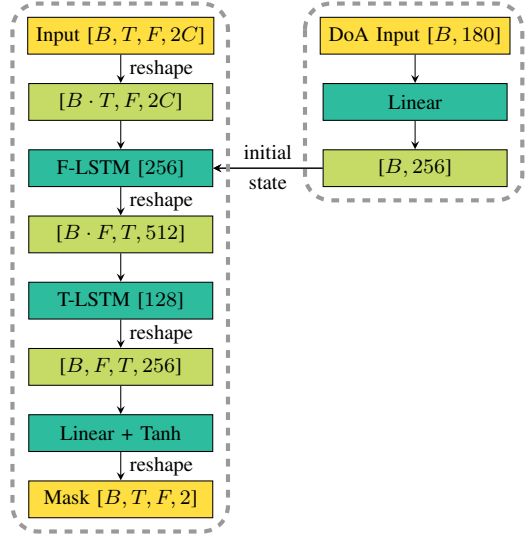 Input [B, T, F, 2C]
reshape
[B · T, F, 2C]
F-LSTM [256]
reshape
[B · F, T, 512]
T-LSTM [128]
reshape
[B, F, T, 256]
Linear + Tanh
reshape
Mask [B, T, F, 2]
initial
state
DoA Input [B, 180]
Linear
[B, 256]